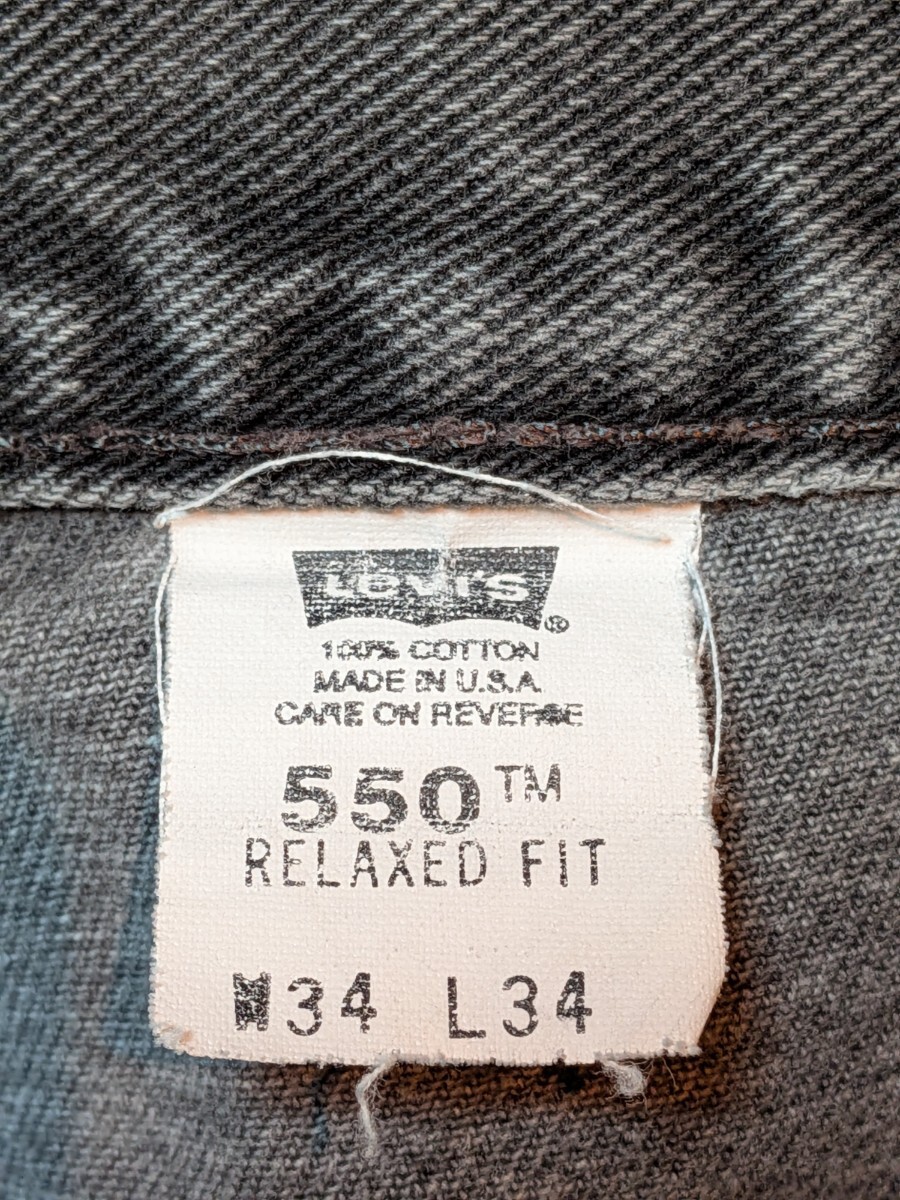 Levi's®
100% COTTON
MADE IN U.S.A.
CARE ON REVERSE
550™
RELAXED FIT
W34 L34